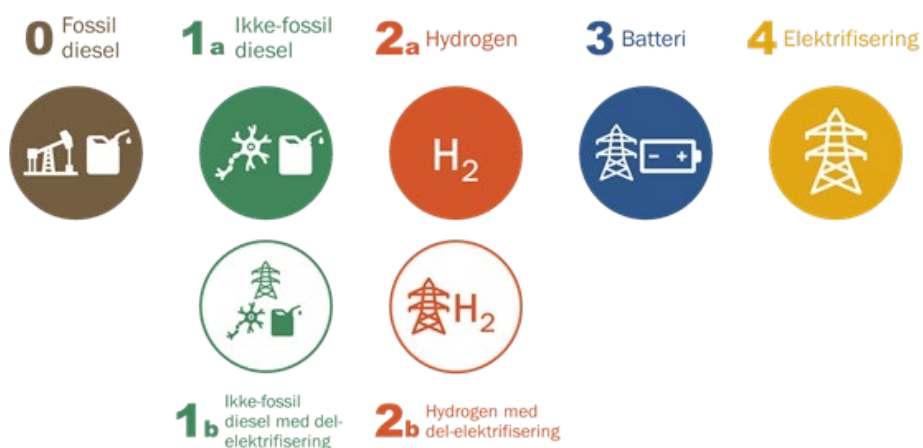 0 Fossil
diesel
1a Ikke-fossil
diesel
2a Hydrogen
3 Batteri
4 Elektrifisering
H2
- +
H2
1b Ikke-fossil
diesel med del-
elektrifisering
2b Hydrogen med
del-elektrifisering